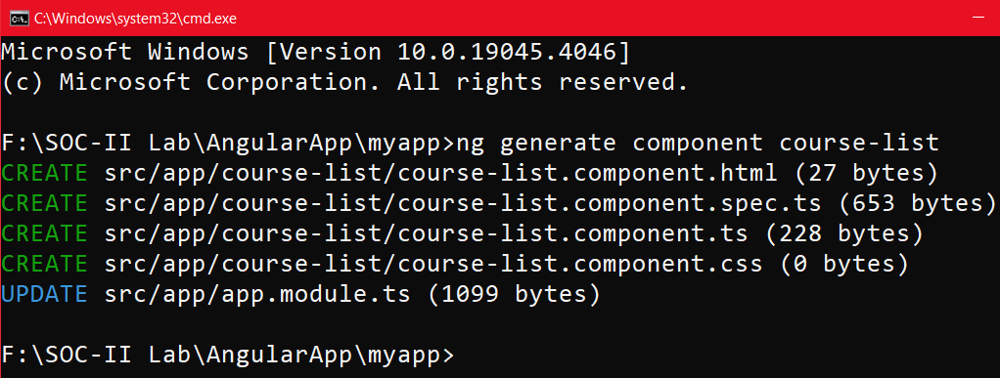 C:\Windows\system32\cmd.exe
Microsoft Windows [Version 10.0.19045.4046]
(c) Microsoft Corporation. All rights reserved.
F:\SOC-II Lab\AngularApp\myapp>ng generate component course-list
CREATE src/app/course-list/course-list.component.html (27 bytes)
CREATE src/app/course-list/course-list.component.spec.ts (653 bytes)
CREATE src/app/course-list/course-list.component.ts (228 bytes)
CREATE src/app/course-list/course-list.component.css (0 bytes)
UPDATE src/app/app.module.ts (1099 bytes)
F:\SOC-II Lab\AngularApp\myapp>